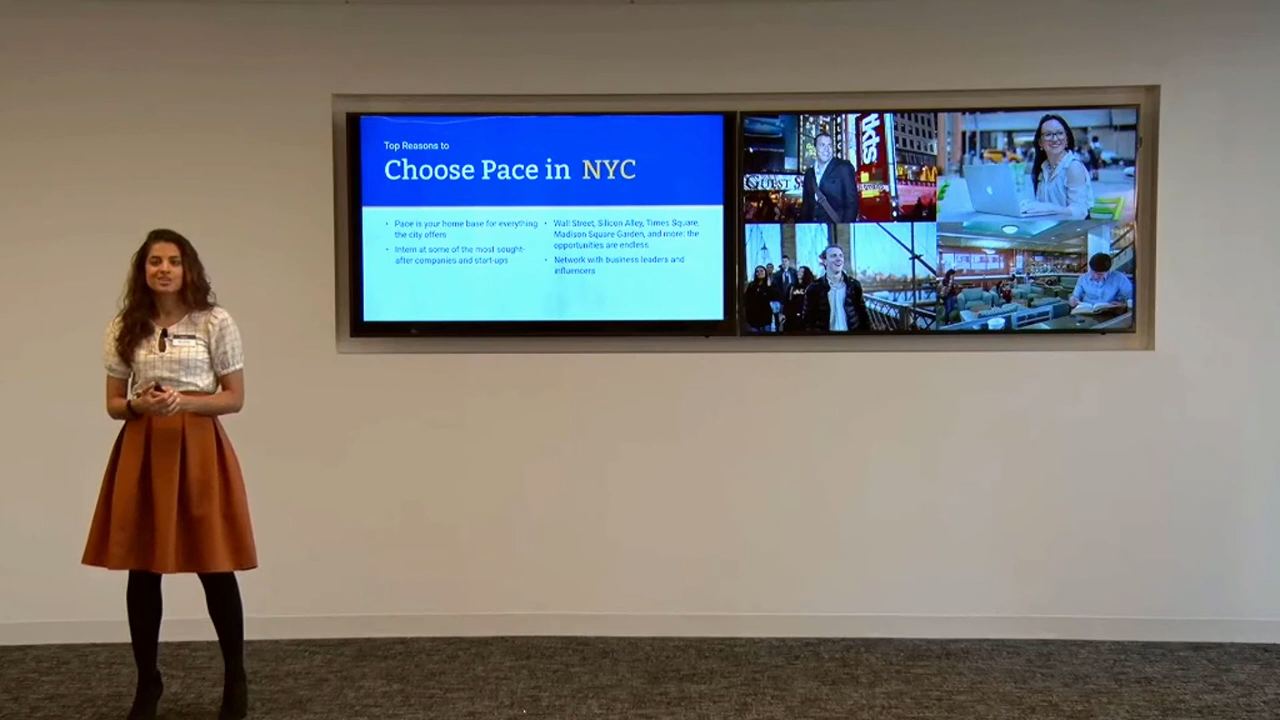 Top Reasons to
Choose Pace in NYC
• Pace is your home base for everything
the city offers
• Intern at some of the most sought-
after companies and start-ups
• Wall Street, Silicon Alley, Times Square,
Madison Square Garden, and more: the
opportunities are endless
• Network with business leaders and
influencers
tkts